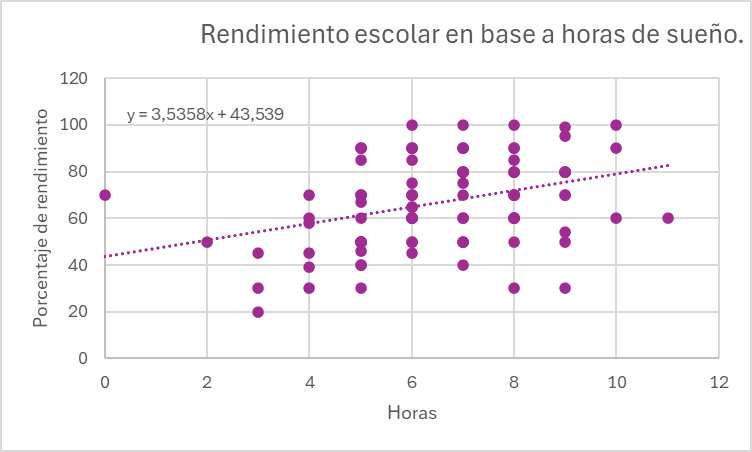 Rendimiento escolar en base a horas de sueño.
120
y = 3,5358x + 43,539
100
80
60
40
20
0
Porcentaje de rendimiento
0 2 4 6 8 10 12
Horas